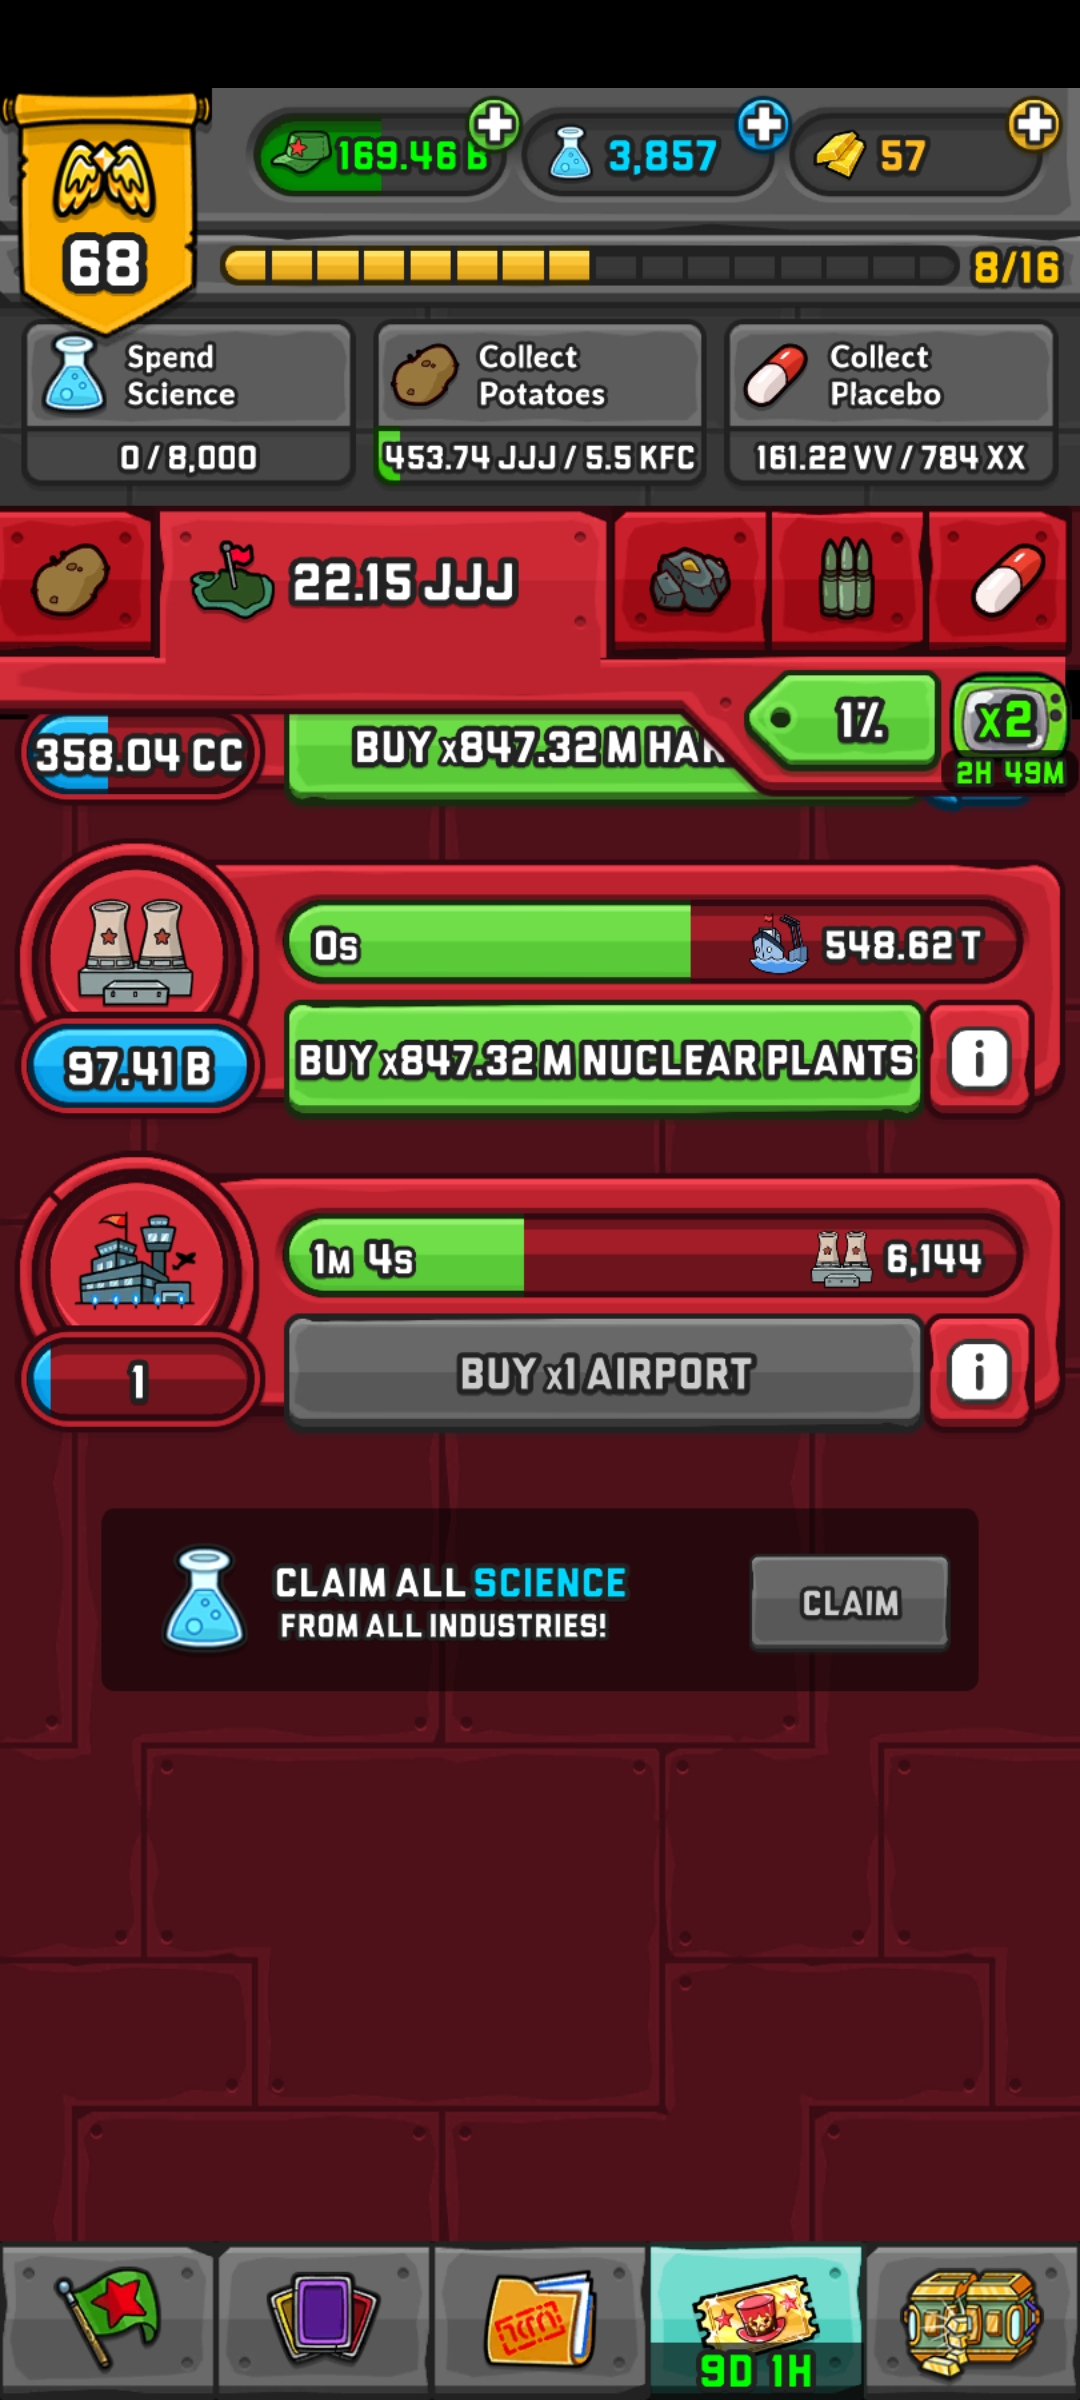 169.46 B
3,857
57
68
8/16
Spend
Science
0 / 8,000
Collect
Potatoes
453.74 JJJ / 5.5 KFC
Collect
Placebo
161.22 VV / 784 XX
22.15 JJJ
1%
x2
2H 49M
358.04 CC
BUY x847.32 M
0s
548.62 T
97.41 B
BUY x847.32 M NUCLEAR PLANTS
i
1M 4s
6,144
1
BUY x1 AIRPORT
i
CLAIM ALL SCIENCE
FROM ALL INDUSTRIES!
CLAIM
9D 1H